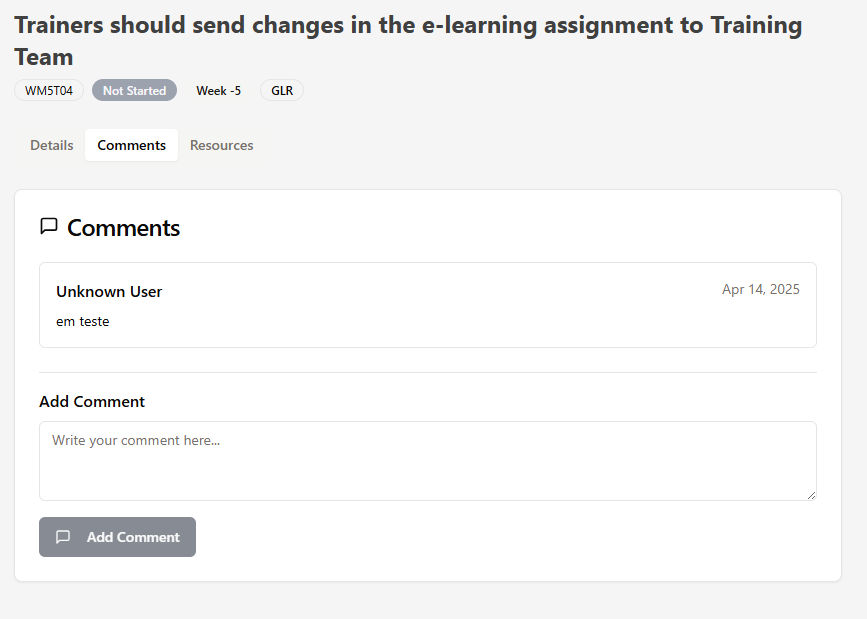 Trainers should send changes in the e-learning assignment to Training
Team
WM5T04 Not Started Week -5 GLR
Details Comments Resources
Comments
Unknown User Apr 14, 2025
em teste
Add Comment
Write your comment here...
Add Comment